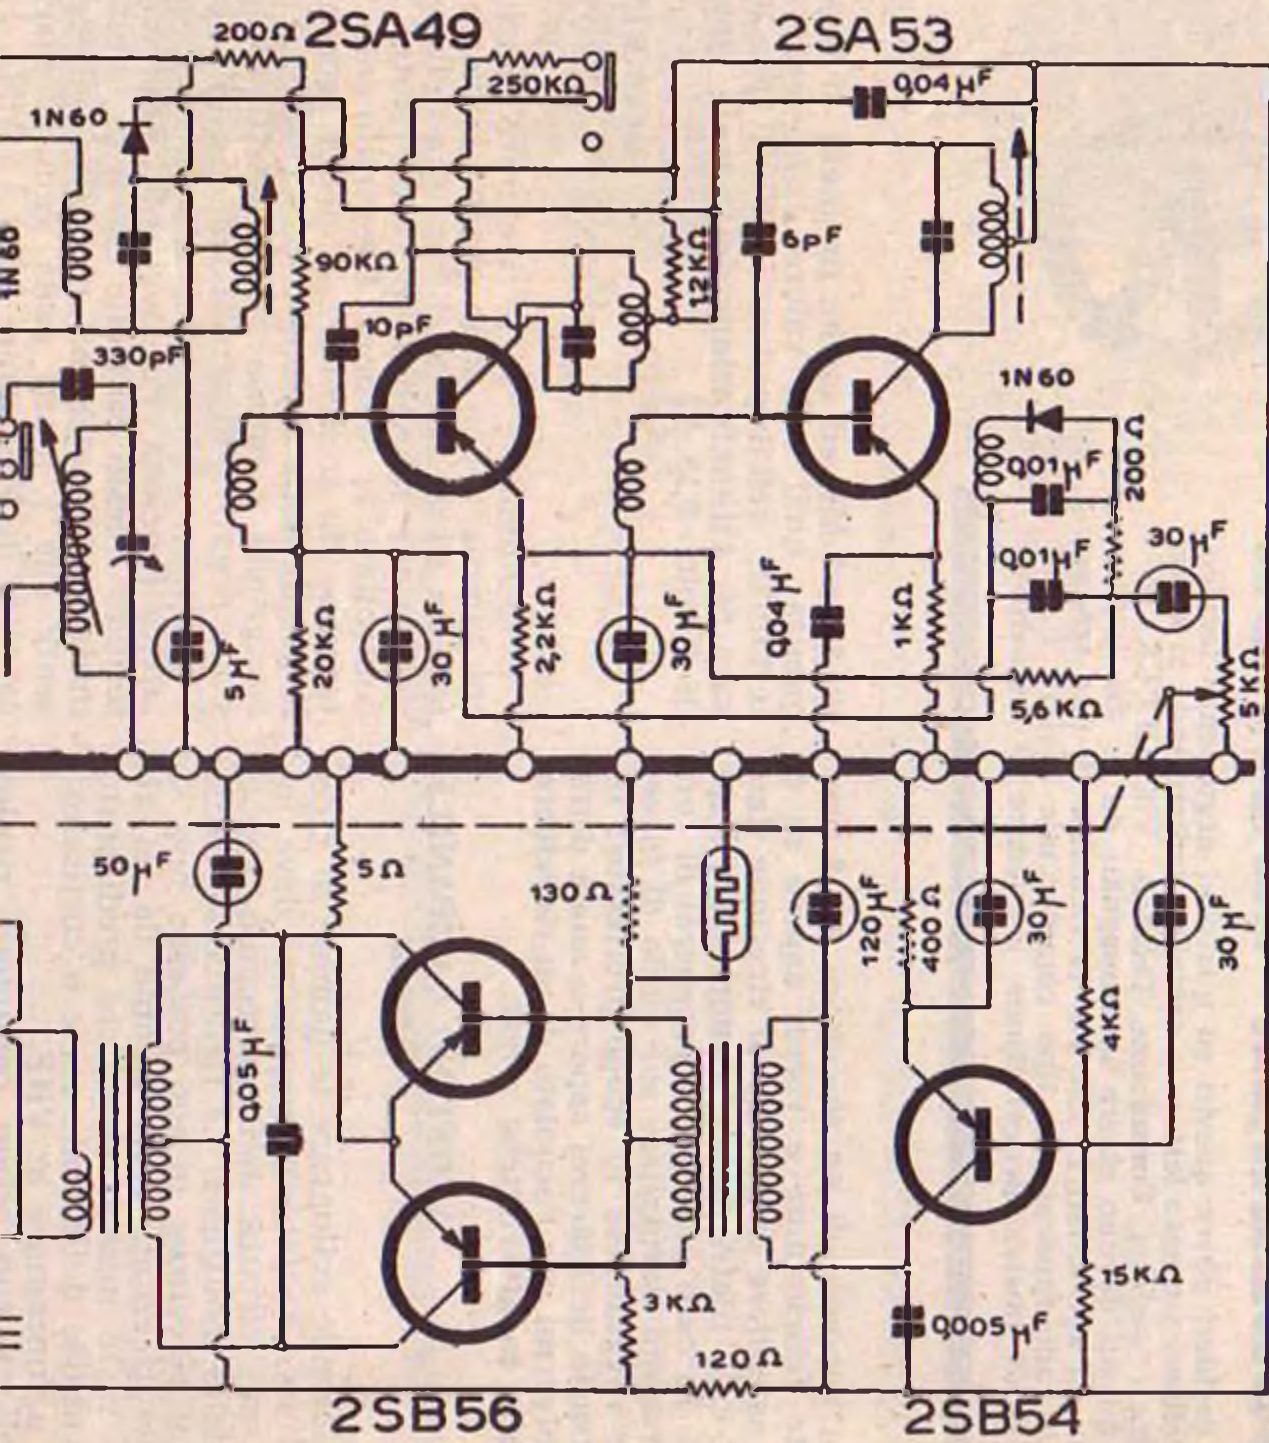 200Ω 2SA49 2SA53
250KΩ 0,04µF
1N60
1N60 90KΩ 12KΩ 6pF
10pF
330pF
1N60
0,01µF 200Ω
0,01µF 30µF
5µF 20KΩ 30µF 2,2KΩ 30µF 0,04µF 1KΩ
5,6KΩ 5KΩ
50µF 5Ω 130Ω 120µF 400Ω 30µF 30µF
4KΩ
0,05µF
3KΩ 15KΩ
0,005µF
120Ω
2SB56 2SB54